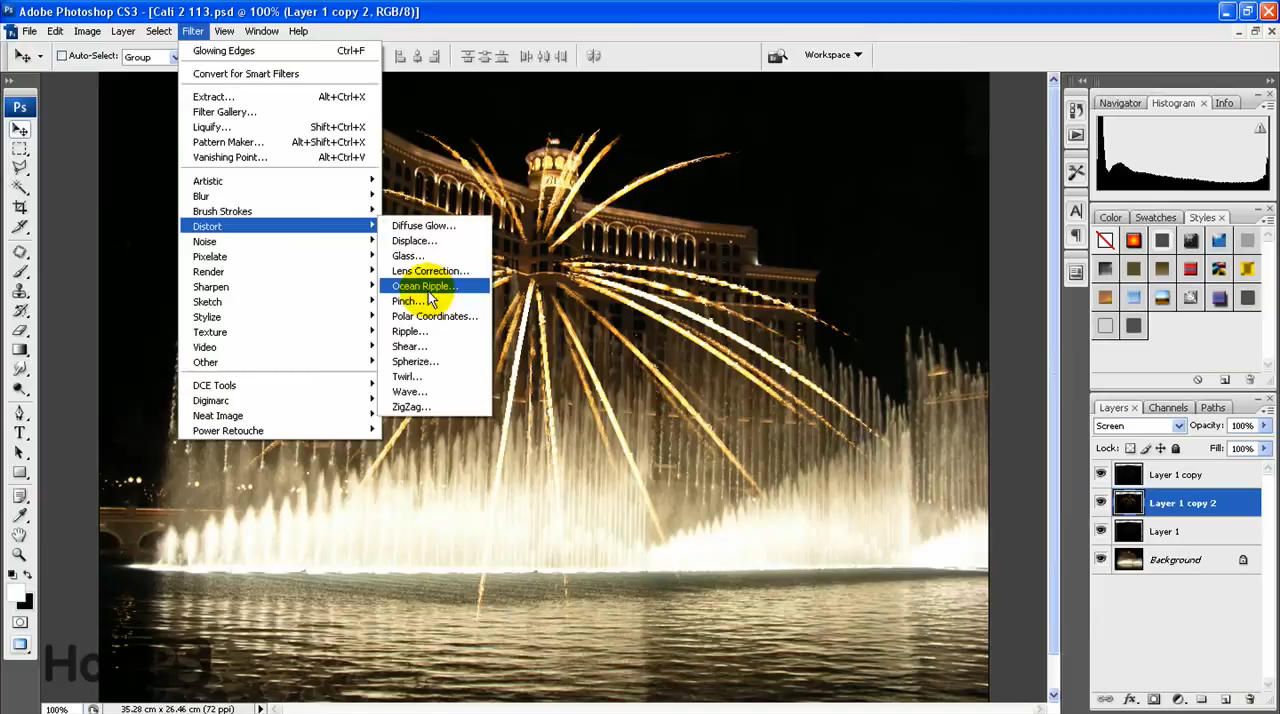 Adobe Photoshop CS3 - [Cali 2 113.psd @ 100% (Layer 1 copy 2, RGB/8)]
File Edit Image Layer Select Filter View Window Help
Auto-Select: Group
Workspace
Glowing Edges Ctrl+F
Convert for Smart Filters
Extract... Alt+Ctrl+X
Filter Gallery...
Liquify... Shift+Ctrl+X
Pattern Maker... Alt+Shift+Ctrl+X
Vanishing Point... Alt+Ctrl+V
Artistic
Blur
Brush Strokes
Distort
Noise
Pixelate
Render
Sharpen
Sketch
Stylize
Texture
Video
Other
DCE Tools
Digimarc
Neat Image
Power Retouche
Diffuse Glow...
Displace...
Glass...
Lens Correction...
Ocean Ripple...
Pinch...
Polar Coordinates...
Ripple...
Shear...
Spherize...
Twirl...
Wave...
ZigZag...
Ps
Navigator Histogram Info
Color Swatches Styles
Layers Channels Paths
Screen Opacity: 100%
Lock: Fill: 100%
Layer 1 copy
Layer 1 copy 2
Layer 1
Background
100% 35.28 cm x 26.46 cm (72 ppi)